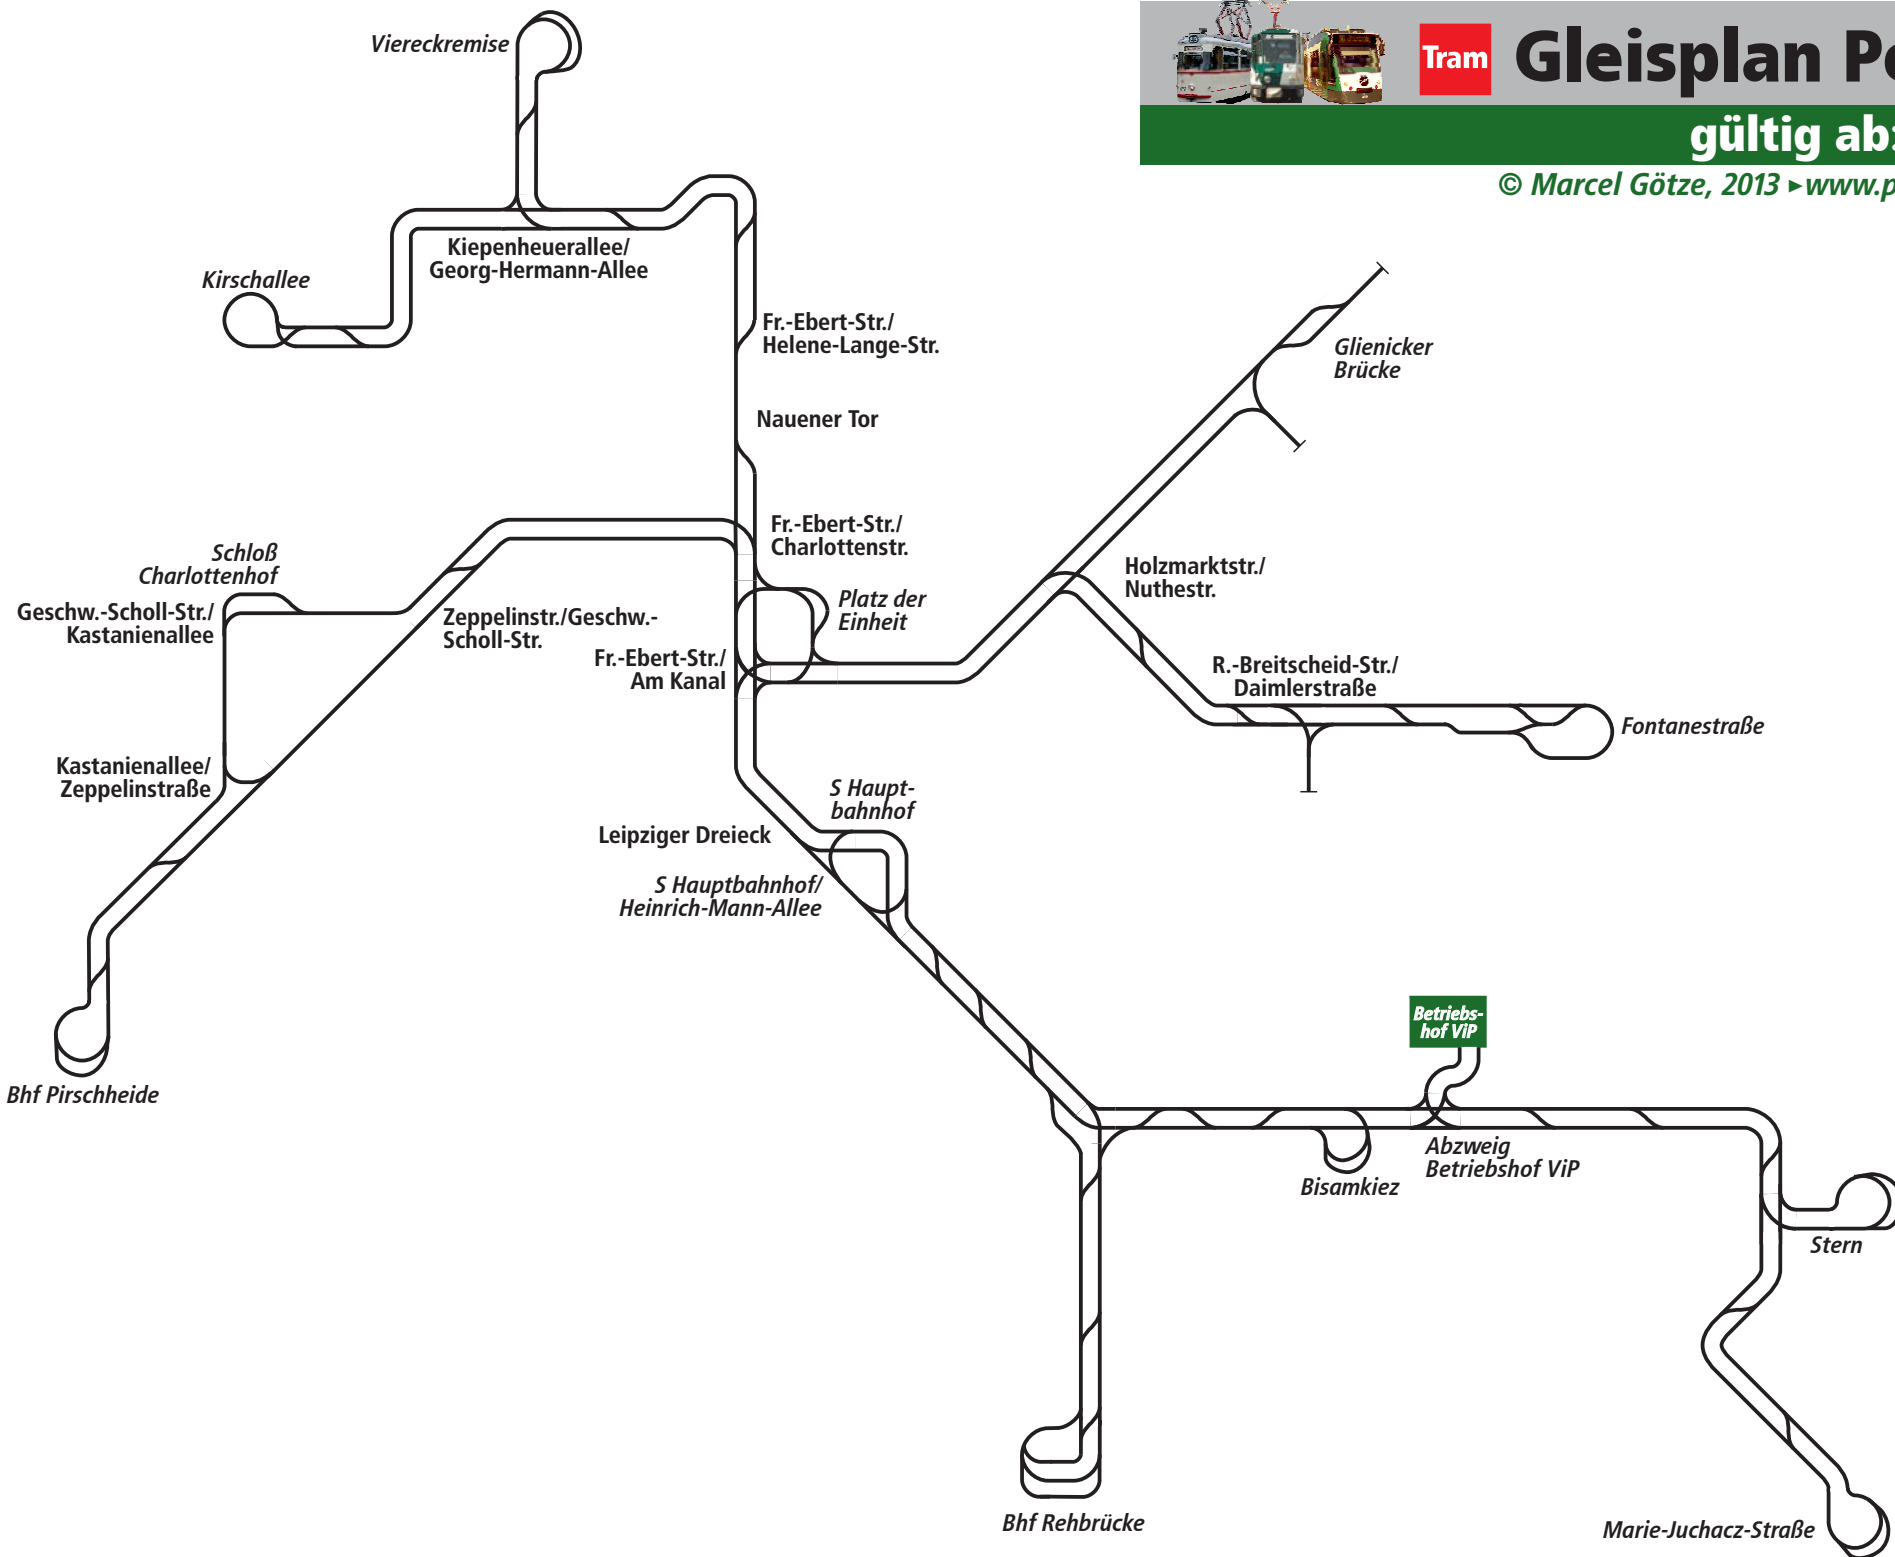 Viereckremise
Tram
Gleisplan
gültig ab:
© Marcel Götze, 2013 ▸www.p
Kiepenheuerallee/
Georg-Hermann-Allee
Kirschallee
Fr.-Ebert-Str./
Helene-Lange-Str.
Glienicker
Brücke
Nauener Tor
Fr.-Ebert-Str./
Charlottenstr.
Schloß
Charlottenhof
Holzmarktstr./
Nuthestr.
Geschw.-Scholl-Str./
Kastanienallee
Zeppelinstr./Geschw.-
Scholl-Str.
Platz der
Einheit
Fr.-Ebert-Str./
Am Kanal
R.-Breitscheid-Str./
Daimlerstraße
Fontanestraße
Kastanienallee/
Zeppelinstraße
S Haupt-
bahnhof
Leipziger Dreieck
S Hauptbahnhof/
Heinrich-Mann-Allee
Betriebs-
hof ViP
Bhf Pirschheide
Abzweig
Betriebshof ViP
Bisamkiez
Stern
Bhf Rehbrücke
Marie-Juchacz-Straße